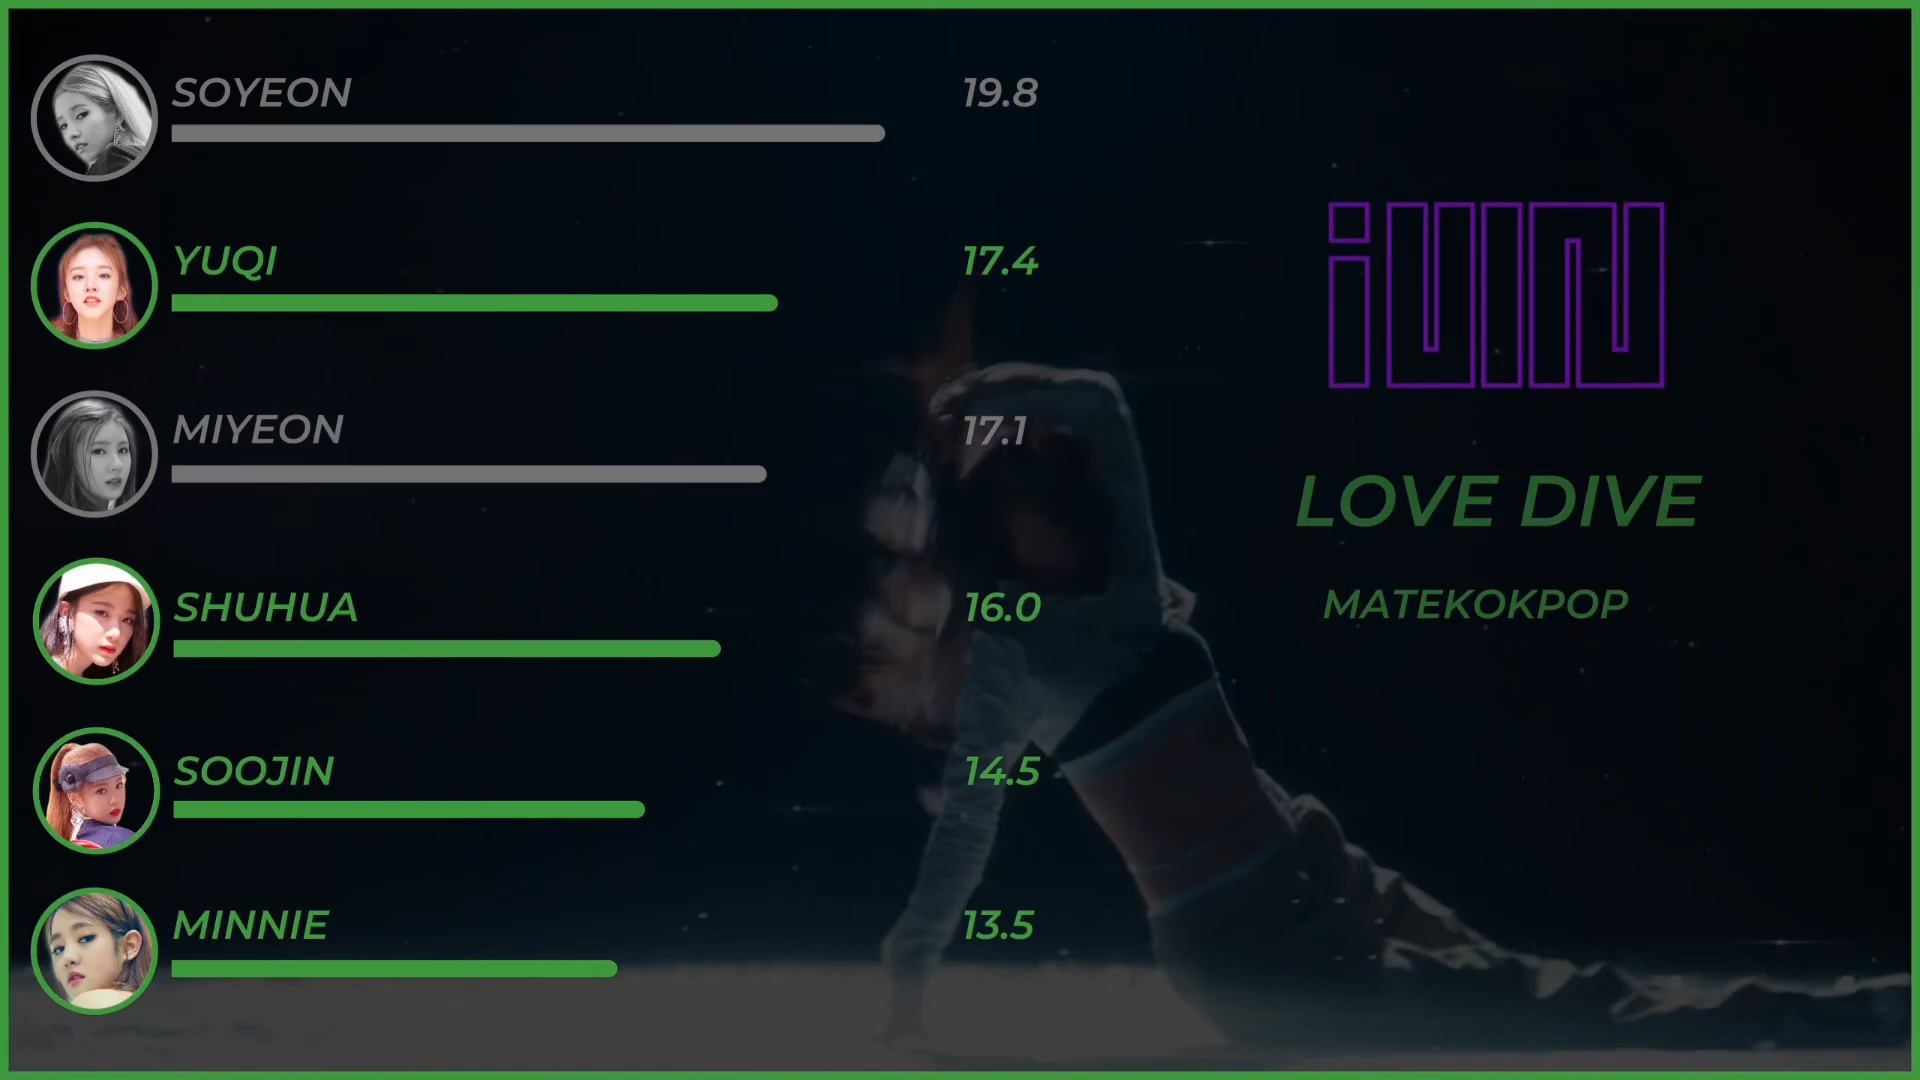 SOYEON 19.8
YUQI 17.4
MIYEON 17.1
SHUHUA 16.0
SOOJIN 14.5
MINNIE 13.5
LOVE DIVE
MATEKOKPOP